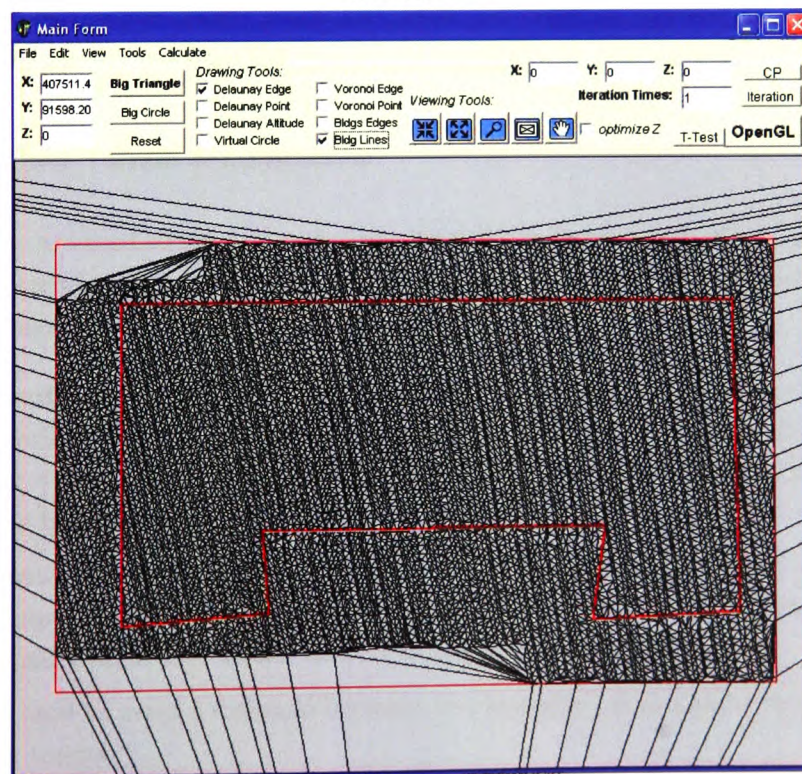 Main Form
File Edit View Tools Calculate
X: 407511.4 Big Triangle
Y: 91598.20 Big Circle
Z: 0 Reset
Drawing Tools:
Delaunay Edge Voronoi Edge
Delaunay Point Voronoi Point
Delaunay Altitude Bldgs Edges
Virtual Circle Bldg Lines
Viewing Tools:
X: 0 Y: 0 Z: 0 CP
Iteration Times: 1 Iteration
optimize Z T-Test OpenGL